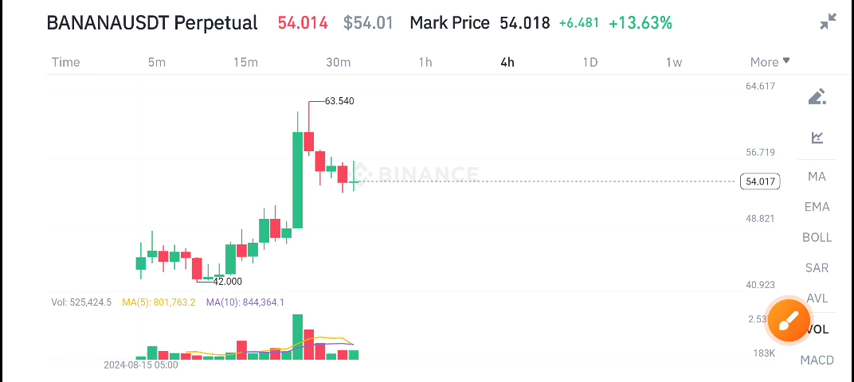 BANANAUSDT Perpetual 54.014 $54.01 Mark Price 54.018 +6.481 +13.63%
Time 5m 15m 30m 1h 4h 1D 1w More
64.617
63.540
56.719
BINANCE
54.017
MA
EMA
48.821
BOLL
SAR
42.000
40.923
AVL
Vol: 525,424.5 MA(5): 801,763.2 MA(10): 844,364.1
VOL
183K
MACD
2024-08-15 05:00